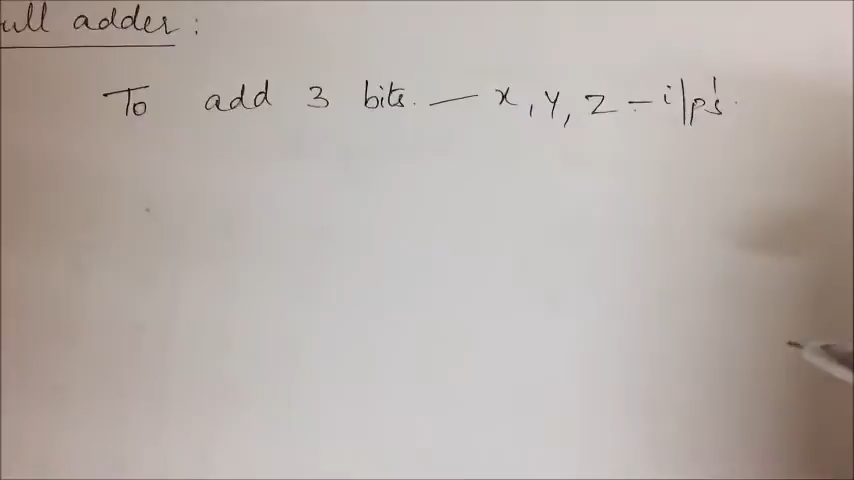 ull adder :
To add 3 bits. — x, y, z – i/p's.